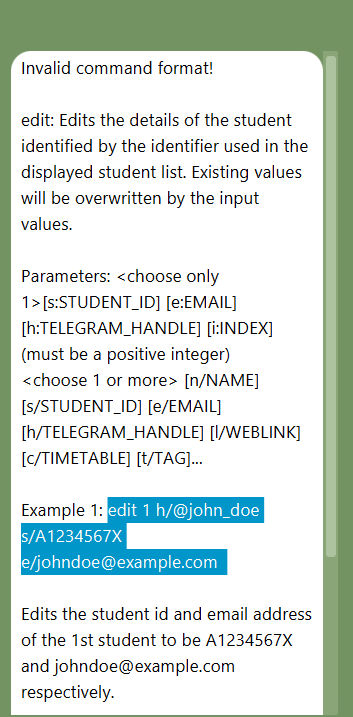 Invalid command format!
edit: Edits the details of the student
identified by the identifier used in the
displayed student list. Existing values
will be overwritten by the input
values.
Parameters: <choose only
1>[s:STUDENT_ID] [e:EMAIL]
[h:TELEGRAM_HANDLE] [i:INDEX]
(must be a positive integer)
<choose 1 or more> [n/NAME]
[s/STUDENT_ID] [e/EMAIL]
[h/TELEGRAM_HANDLE] [l/WEBLINK]
[c/TIMETABLE] [t/TAG]...
Example 1: edit 1 h/@john_doe
s/A1234567X
e/johndoe@example.com
Edits the student id and email address
of the 1st student to be A1234567X
and johndoe@example.com
respectively.